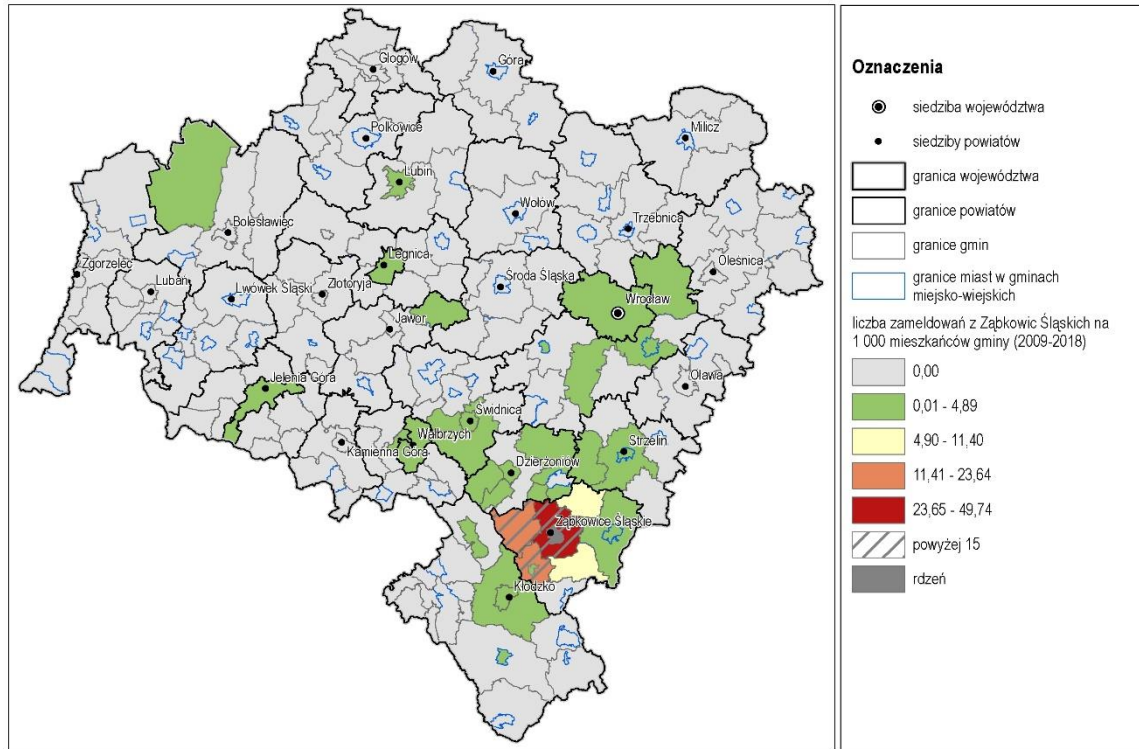 Głogów
Góra
Polkowice
Milicz
Lubin
Wołów
Trzebnica
Bolesławiec
Oleśnica
Legnica
Zgorzelec
Lubań
Lwówek Śląski
Złotoryja
Środa Śląska
Wrocław
Jawor
Oława
Jelenia Góra
Świdnica
Wałbrzych
Kamienna Góra
Strzelin
Dzierżoniów
Ząbkowice Śląskie
Kłodzko
Oznaczenia
siedziba województwa
siedziby powiatów
granica województwa
granice powiatów
granice gmin
granice miast w gminach
miejsko-wiejskich
liczba zameldowań z Ząbkowic Śląskich na
1 000 mieszkańców gminy (2009-2018)
0,00
0,01 - 4,89
4,90 - 11,40
11,41 - 23,64
23,65 - 49,74
powyżej 15
rdzeń